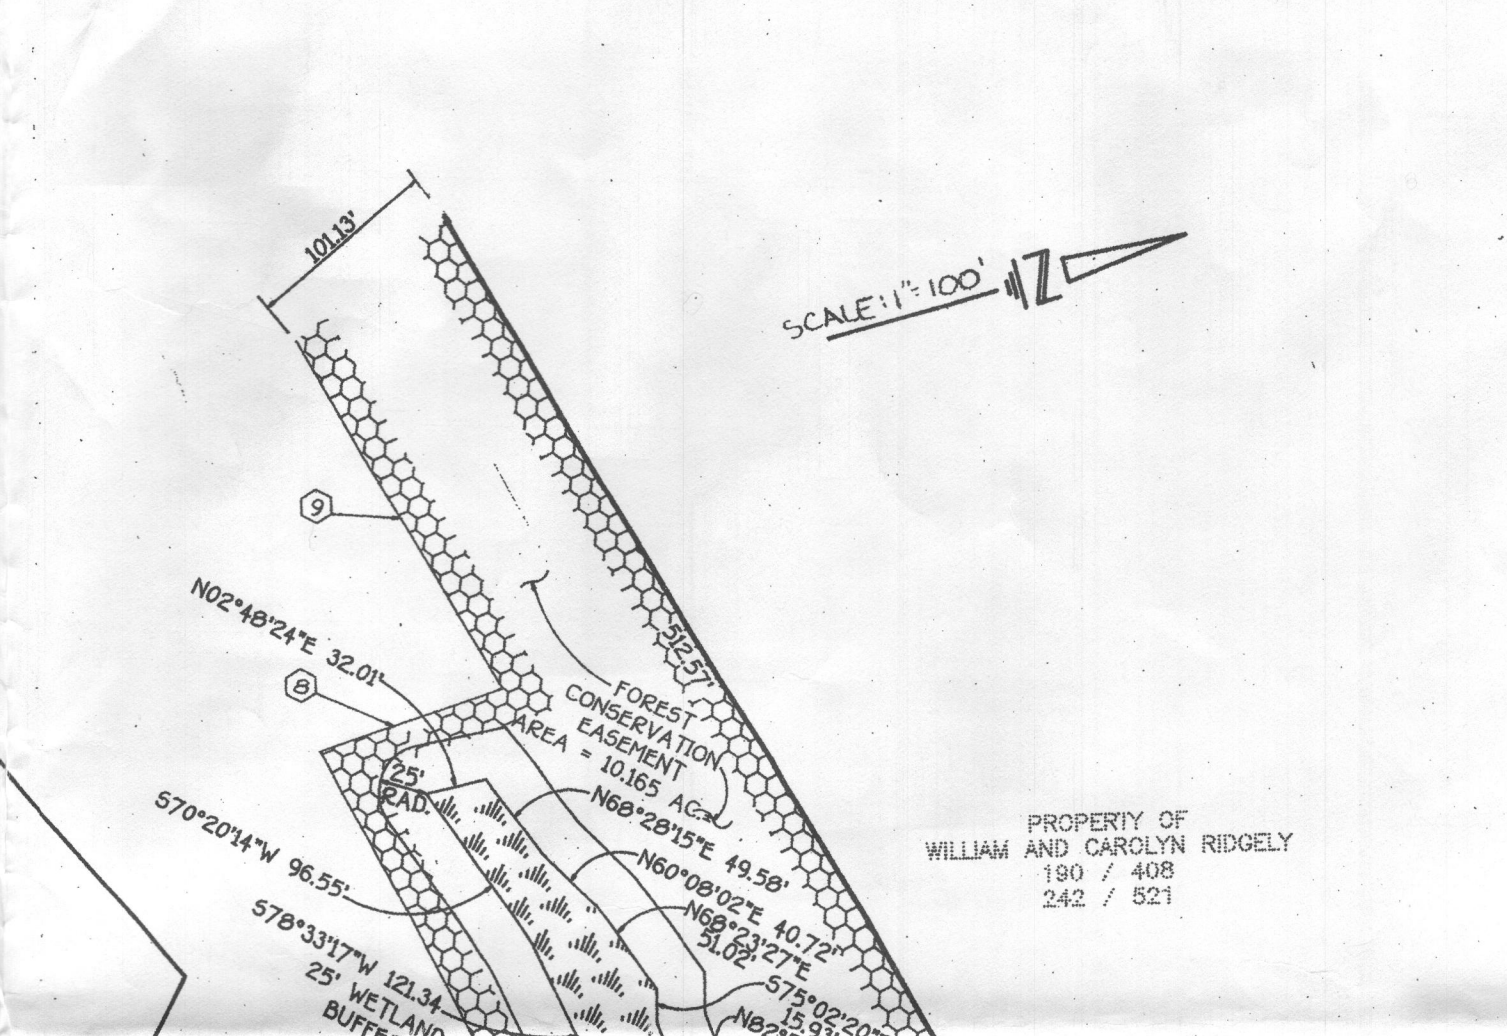 101.13'
SCALE: 1"=100'
N
9
N02°48'24"E 32.01'
8
512.57'
FOREST
CONSERVATION
EASEMENT
AREA = 10.165 AC.
25'
RAD.
N68°28'15"E 49.58'
S70°20'14"W 96.55'
N60°08'02"E 40.72'
N68°23'27"E
51.02'
S78°33'17"W 121.34
25' WETLAND
S75°02'20"
15.93'
PROPERTY OF
WILLIAM AND CAROLYN RIDGELY
190 / 408
242 / 521